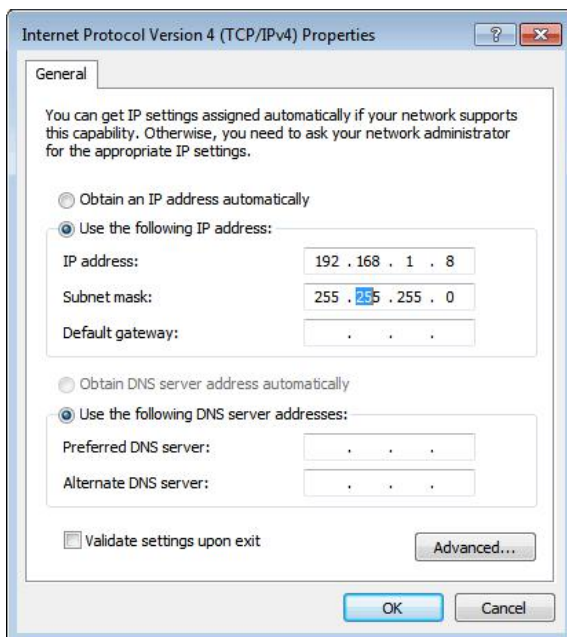 Internet Protocol Version 4 (TCP/IPv4) Properties
General
You can get IP settings assigned automatically if your network supports
this capability. Otherwise, you need to ask your network administrator
for the appropriate IP settings.
Obtain an IP address automatically
Use the following IP address:
IP address: 192 . 168 . 1 . 8
Subnet mask: 255 . 255 . 255 . 0
Default gateway: . . .
Obtain DNS server address automatically
Use the following DNS server addresses:
Preferred DNS server: . . .
Alternate DNS server: . . .
Validate settings upon exit
Advanced...
OK Cancel